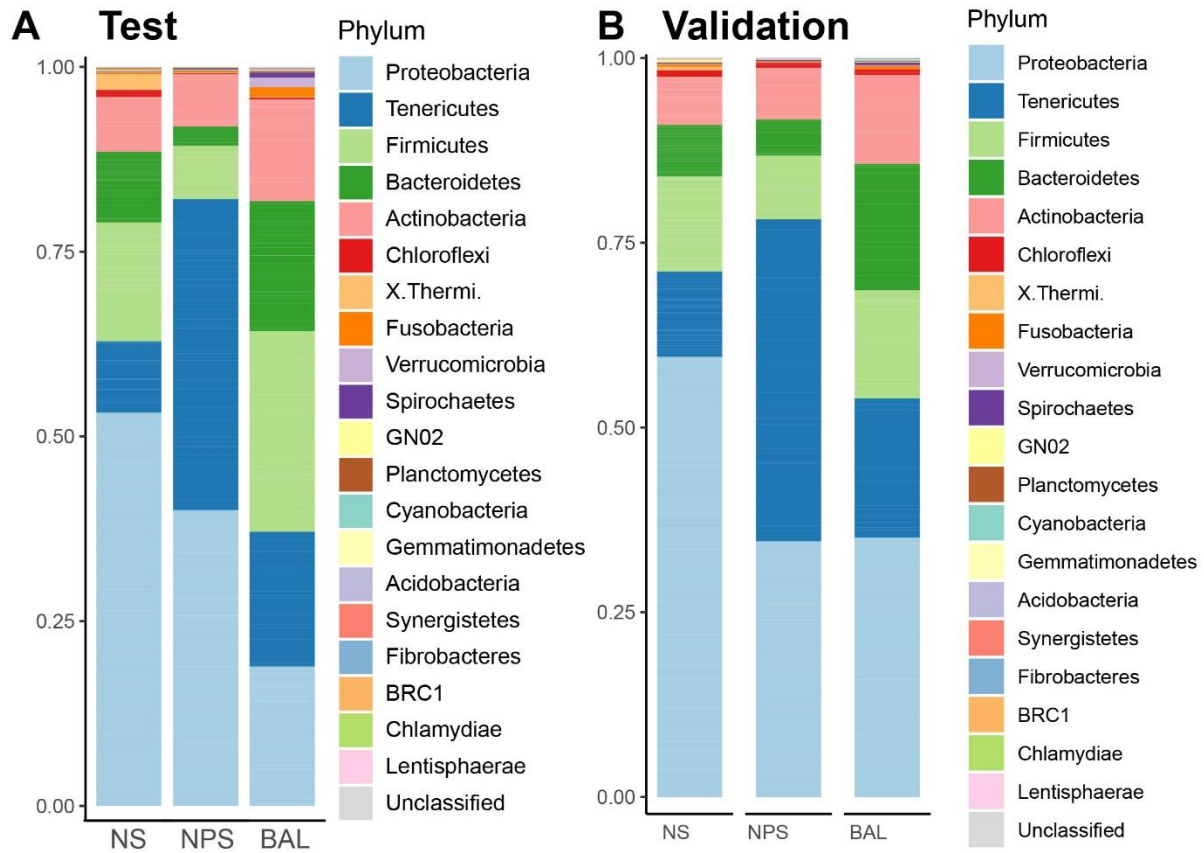 A Test
Phylum
1.00
0.75
0.50
0.25
0.00
NS NPS BAL
Proteobacteria
Tenericutes
Firmicutes
Bacteroidetes
Actinobacteria
Chloroflexi
X.Thermi.
Fusobacteria
Verrucomicrobia
Spirochaetes
GN02
Planctomycetes
Cyanobacteria
Gemmatimonadetes
Acidobacteria
Synergistetes
Fibrobacteres
BRC1
Chlamydiae
Lentisphaerae
Unclassified
B Validation
Phylum
1.00
0.75
0.50
0.25
0.00
NS NPS BAL
Proteobacteria
Tenericutes
Firmicutes
Bacteroidetes
Actinobacteria
Chloroflexi
X.Thermi.
Fusobacteria
Verrucomicrobia
Spirochaetes
GN02
Planctomycetes
Cyanobacteria
Gemmatimonadetes
Acidobacteria
Synergistetes
Fibrobacteres
BRC1
Chlamydiae
Lentisphaerae
Unclassified